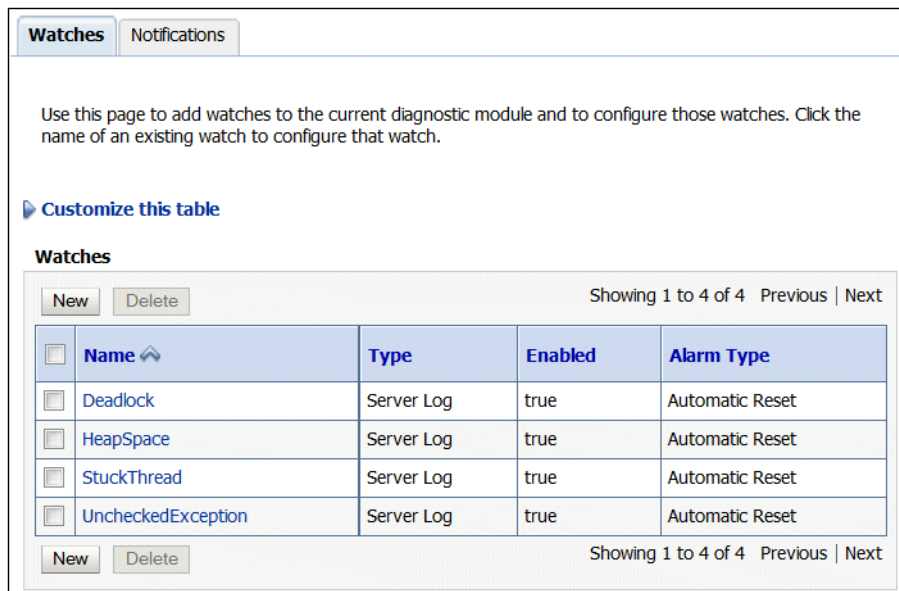 Watches Notifications
Use this page to add watches to the current diagnostic module and to configure those watches. Click the
name of an existing watch to configure that watch.
Customize this table
Watches
New Delete Showing 1 to 4 of 4 Previous | Next
Name Type Enabled Alarm Type
Deadlock Server Log true Automatic Reset
HeapSpace Server Log true Automatic Reset
StuckThread Server Log true Automatic Reset
UncheckedException Server Log true Automatic Reset
New Delete Showing 1 to 4 of 4 Previous | Next